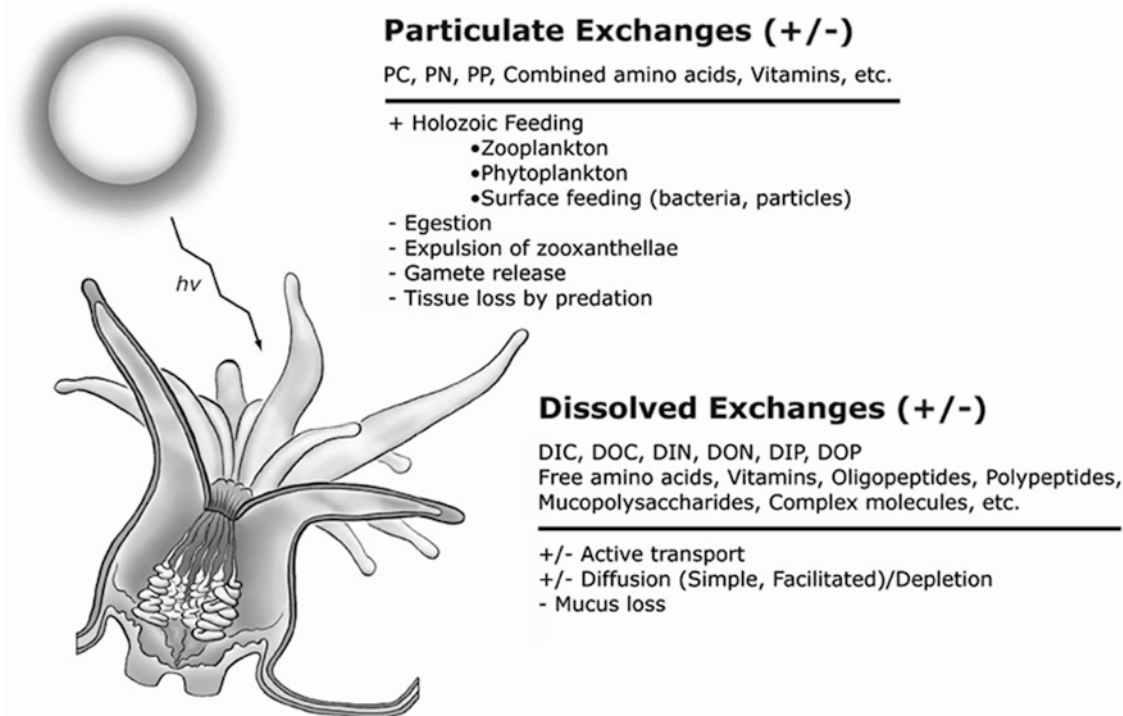 Particulate Exchanges (+/-)
PC, PN, PP, Combined amino acids, Vitamins, etc.
+ Holozoic Feeding
•Zooplankton
•Phytoplankton
•Surface feeding (bacteria, particles)
- Egestion
- Expulsion of zooxanthellae
- Gamete release
- Tissue loss by predation
hv
Dissolved Exchanges (+/-)
DIC, DOC, DIN, DON, DIP, DOP
Free amino acids, Vitamins, Oligopeptides, Polypeptides,
Mucopolysaccharides, Complex molecules, etc.
+/- Active transport
+/- Diffusion (Simple, Facilitated)/Depletion
- Mucus loss